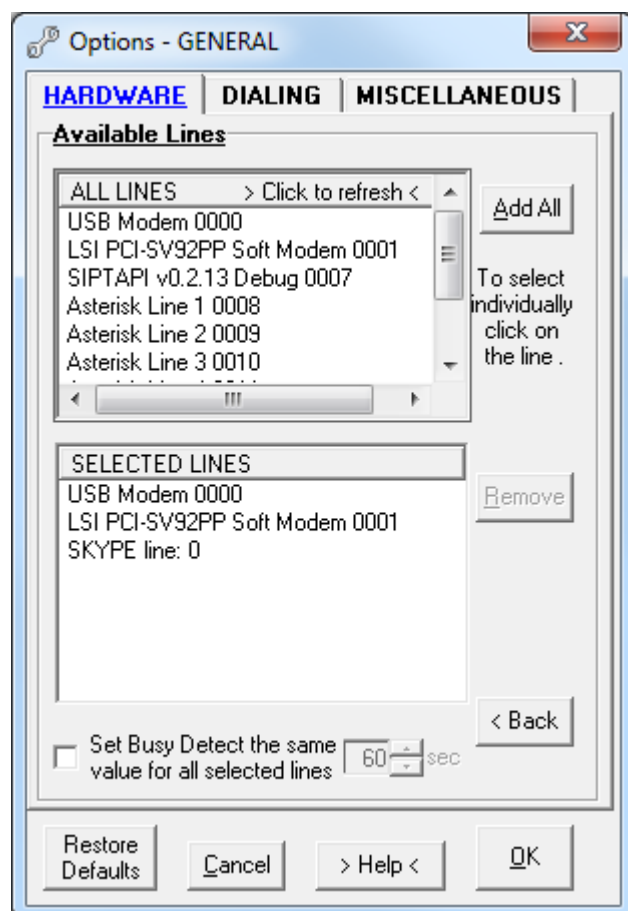 Options - GENERAL
X
HARDWARE DIALING MISCELLANEOUS
Available Lines
ALL LINES > Click to refresh <
USB Modem 0000
LSI PCI-SV92PP Soft Modem 0001
SIPTAPI v0.2.13 Debug 0007
Asterisk Line 1 0008
Asterisk Line 2 0009
Asterisk Line 3 0010
Add All
To select
individually
click on
the line .
SELECTED LINES
USB Modem 0000
LSI PCI-SV92PP Soft Modem 0001
SKYPE line: 0
Remove
< Back
Set Busy Detect the same
value for all selected lines
60 sec
Restore
Defaults
Cancel
> Help <
OK